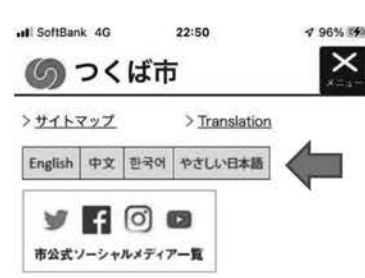 SoftBank 4G 22:50 96%
つくば市
メニュー
> サイトマップ > Translation
English 中文 한국어 やさしい日本語
市公式ソーシャルメディア一覧